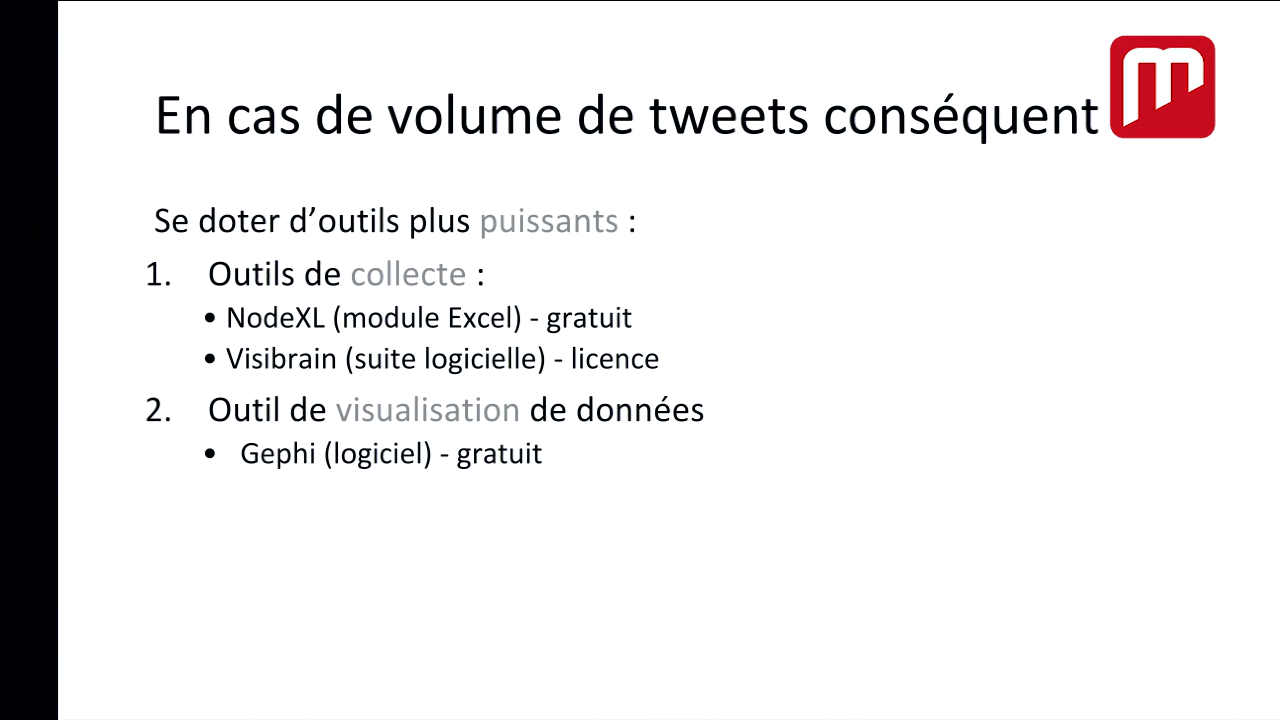 En cas de volume de tweets conséquent
Se doter d’outils plus puissants :
1. Outils de collecte :
• NodeXL (module Excel) - gratuit
• Visibrain (suite logicielle) - licence
2. Outil de visualisation de données
• Gephi (logiciel) - gratuit